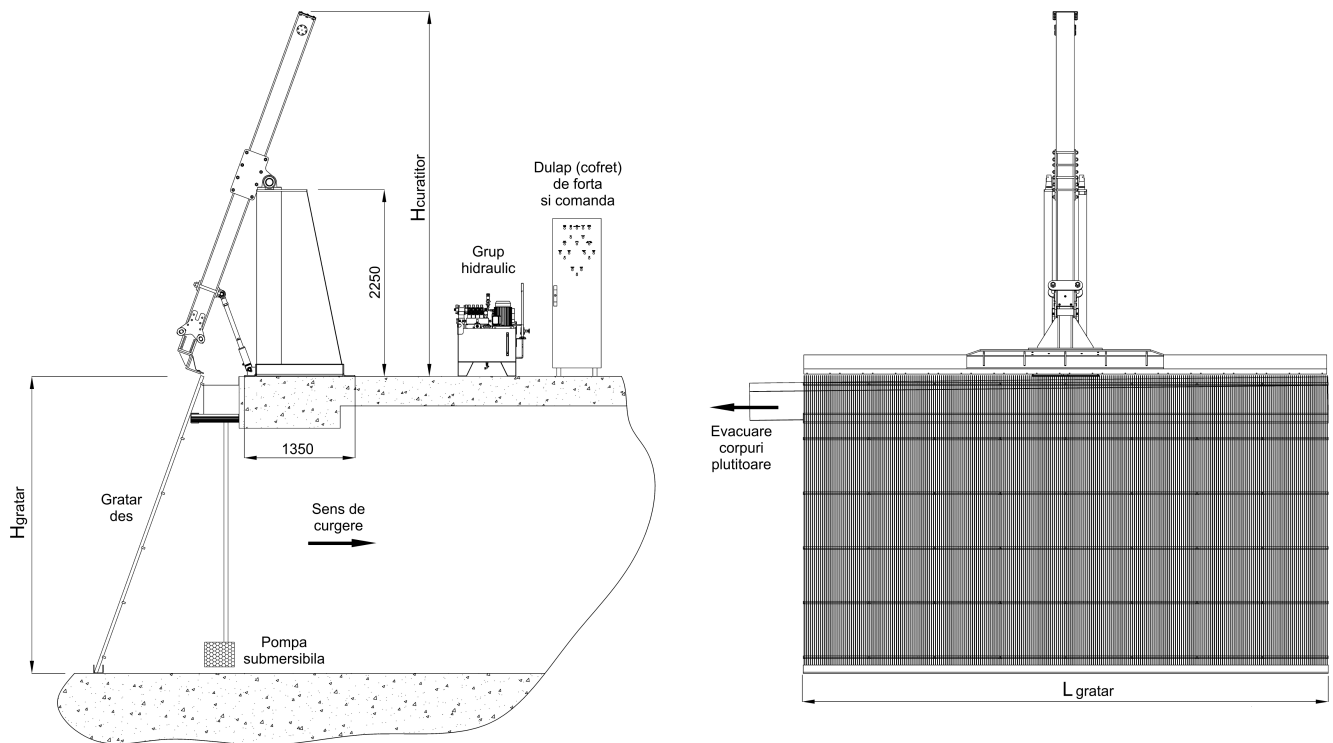 Hcuratitor
Dulap (cofret)
de forta
si comanda
Grup
hidraulic
2250
1350
Hgratar
Gratar
des
Sens de
curgere
Pompa
submersibila
Evacuare
corpuri
plutitoare
L gratar